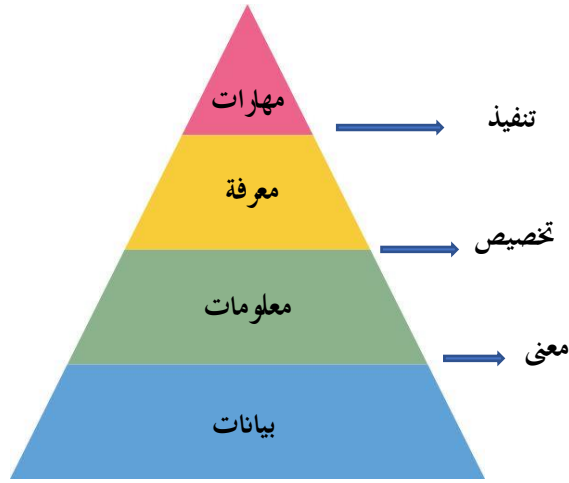 مهارات
تنفيذ
معرفة
تخصيص
معلومات
معنى
بيانات